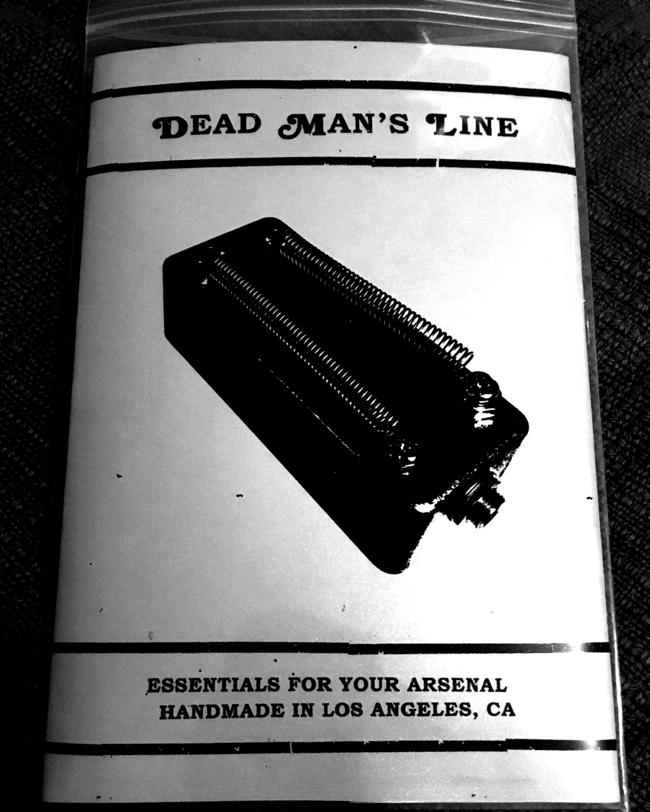 DEAD MAN'S LINE
ESSENTIALS FOR YOUR ARSENAL
HANDMADE IN LOS ANGELES, CA